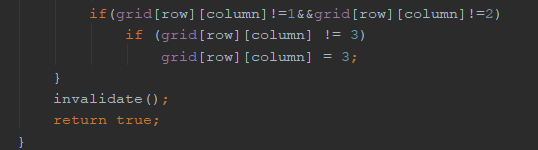 if(grid[row][column]!=1&&grid[row][column]!=2)
if (grid[row][column] != 3)
grid[row][column] = 3;
}
invalidate();
return true;
}